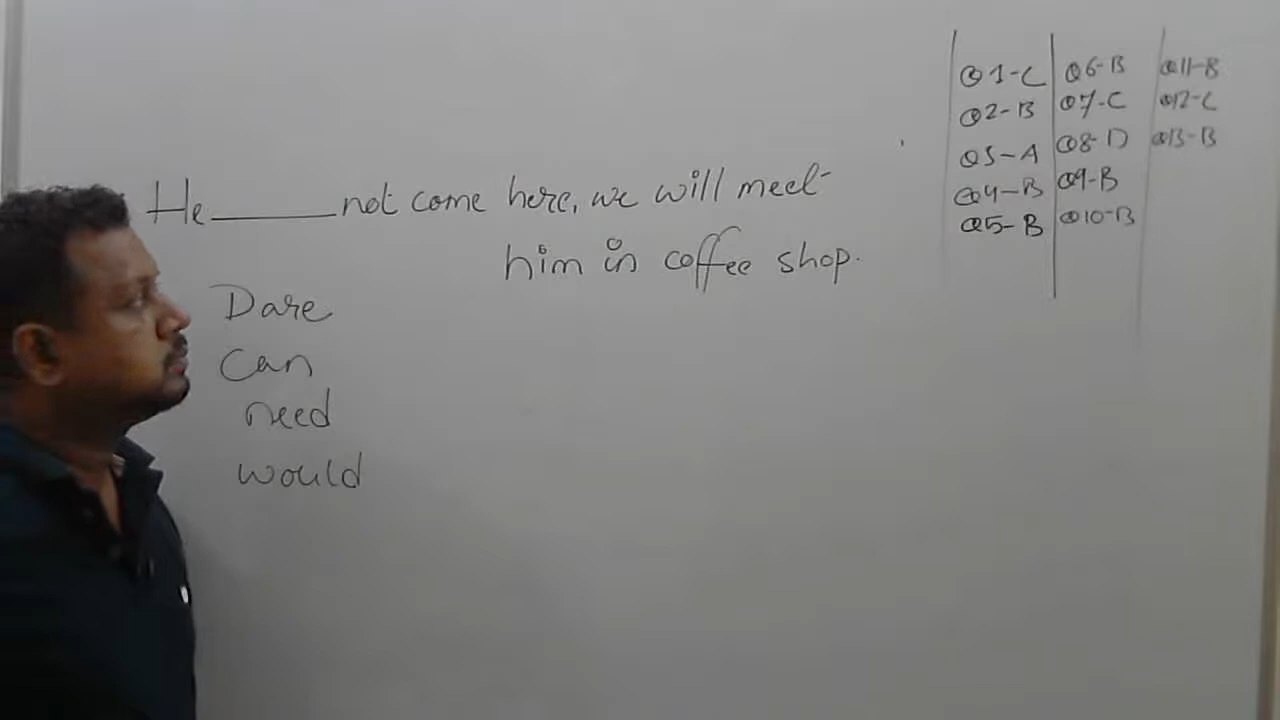 He ______ not come here, we will meet
him in coffee shop.
Dare
Can
need
would
Q1-C
Q2-B
Q3-A
Q4-B
Q5-B
Q6-B
Q7-C
Q8-D
Q9-B
Q10-B
Q11-B
Q12-C
Q13-B